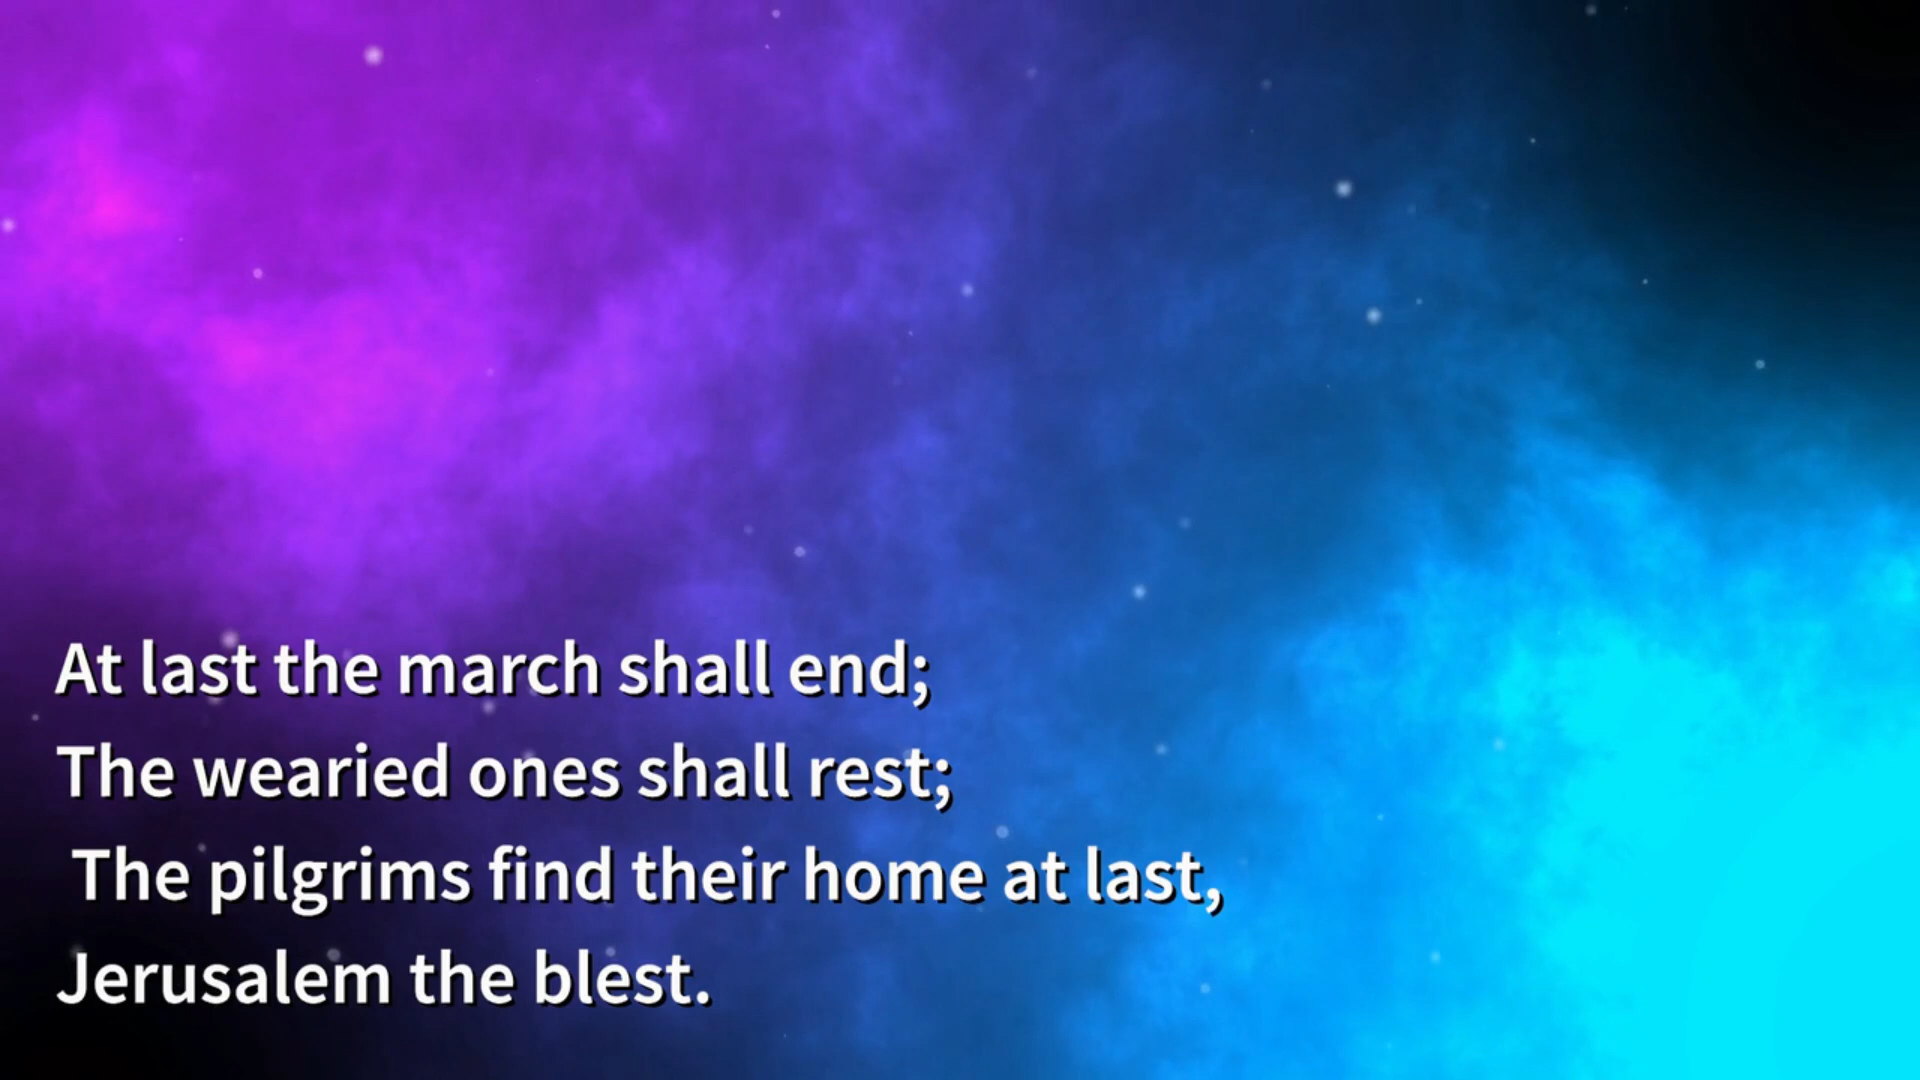 At last the march shall end;
The wearied ones shall rest;
The pilgrims find their home at last,
Jerusalem the blest.